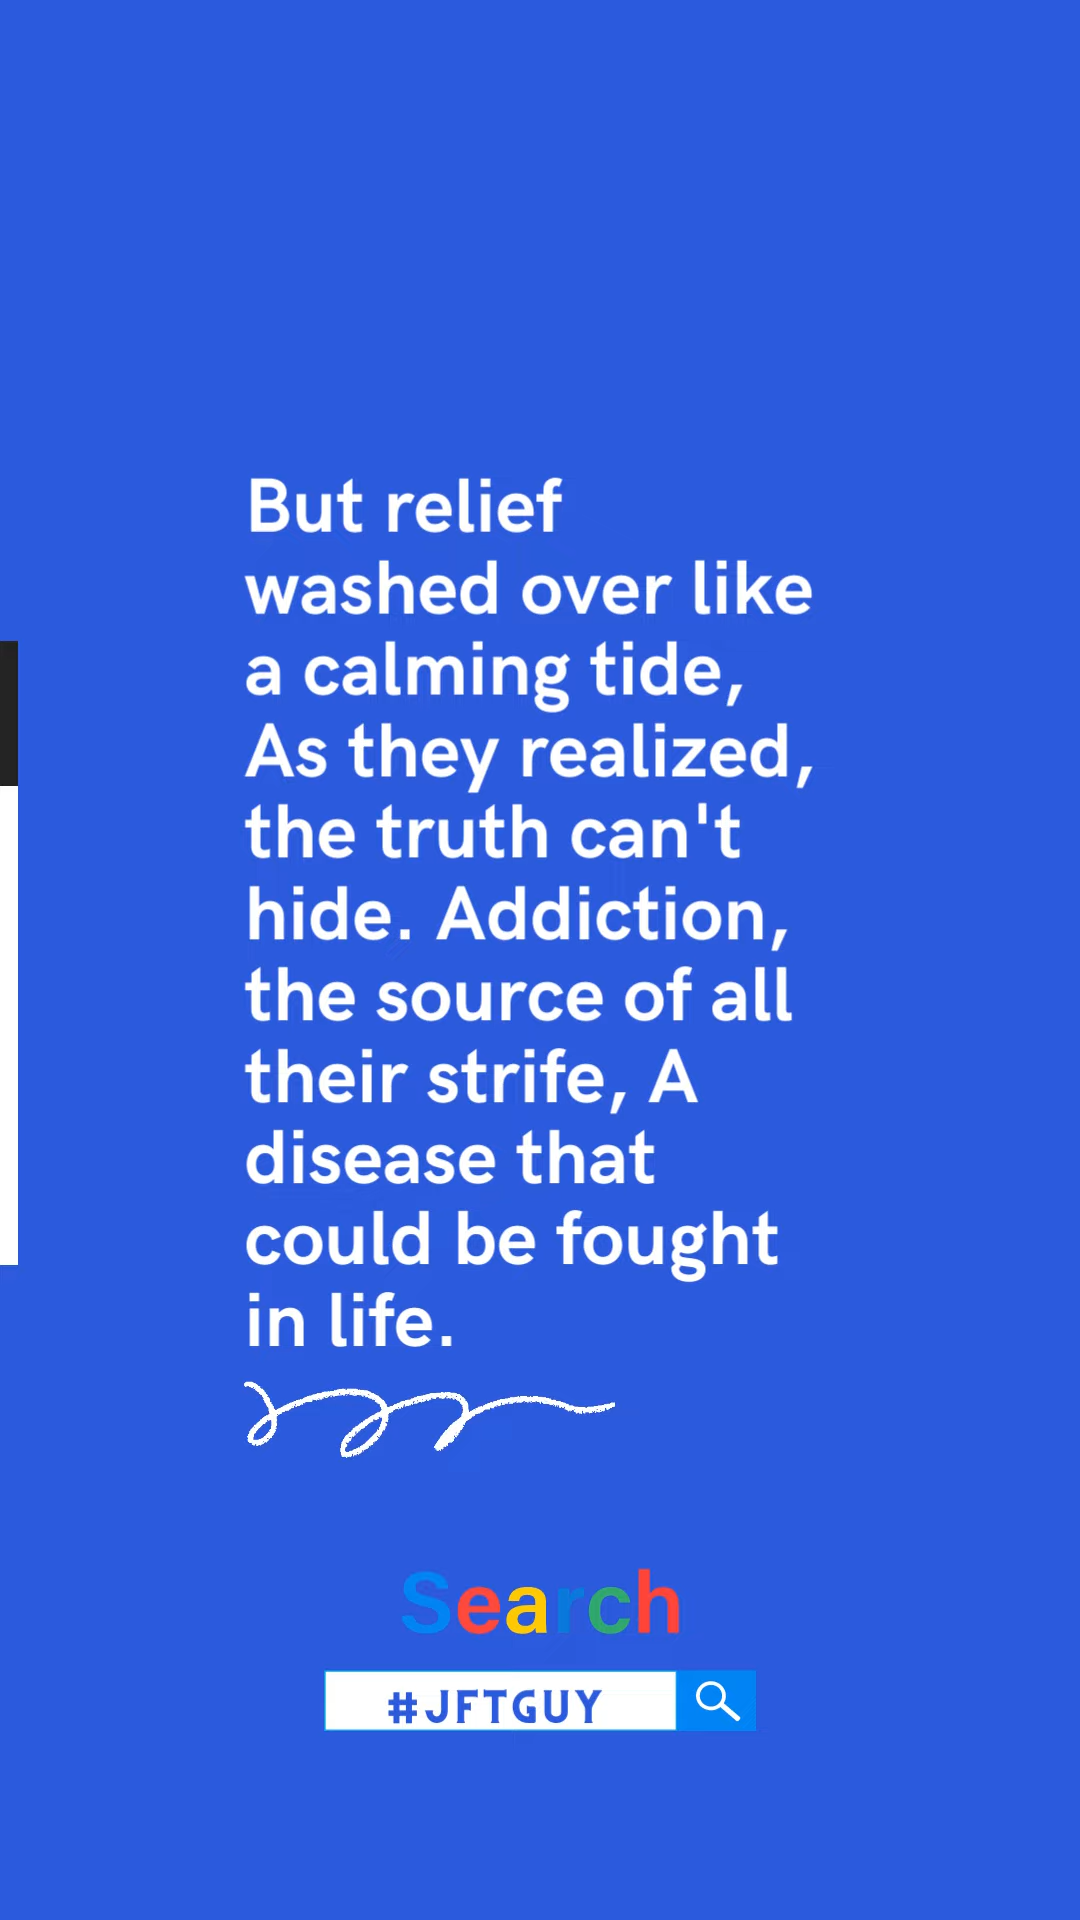 But relief
washed over like
a calming tide,
As they realized,
the truth can't
hide. Addiction,
the source of all
their strife, A
disease that
could be fought
in life.
Search
#JFTGUY